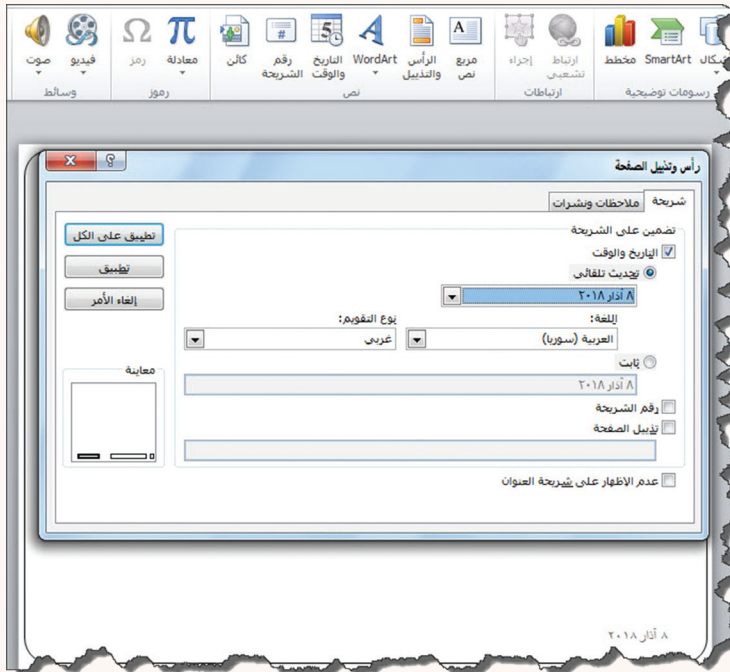 شكال
SmartArt
مخطط
رسومات توضيحية
ارتباط تشعبي
إجراء
ارتباطات
مربع نص
الرأس والتذييل
WordArt
التاريخ والوقت
رقم الشريحة
كائن
نص
معادلة
رمز
رموز
فيديو
صوت
وسائط
رأس وتذييل الصفحة
شريحة
ملاحظات ونشرات
تضمين على الشريحة
التاريخ والوقت
تحديث تلقائي
٨ آذار ٢٠١٨
اللغة:
نوع التقويم:
العربية (سوريا)
غربي
ثابت
٨ آذار ٢٠١٨
رقم الشريحة
تذييل الصفحة
عدم الاظهار على شريحة العنوان
تطبيق على الكل
تطبيق
إلغاء الأمر
معاينة
٨ آذار ٢٠١٨